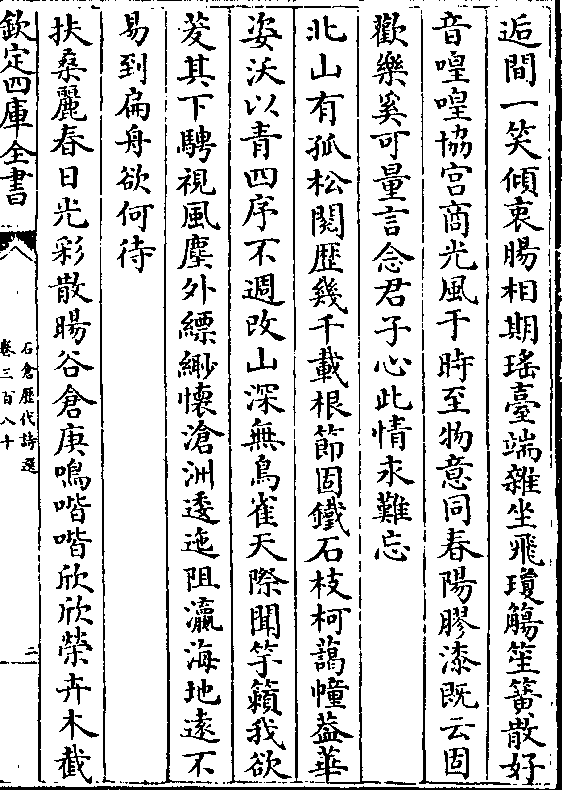 逅間一笑傾衷腸相期瑤臺端雜坐飛瓊觴笙簧散好
音喤喤協宮商光風于時至物意同春陽膠漆既云固
歡樂奚可量言念君子心此情永難忘
北山有孤松閱歴幾千載根節固鐵石枝柯藹幢葢華
姿沃以青四序不週改山深無鳥雀天際聞竽籟我欲
茇其下騁視風塵外縹緲懷滄洲逶迤阻瀛海地遠不
易到扁舟欲何待
扶桑麗春日光彩散暘谷倉庚鳴喈喈欣欣榮卉木截
欽定四庫全書
石倉歴代詩選
卷三百八十
二